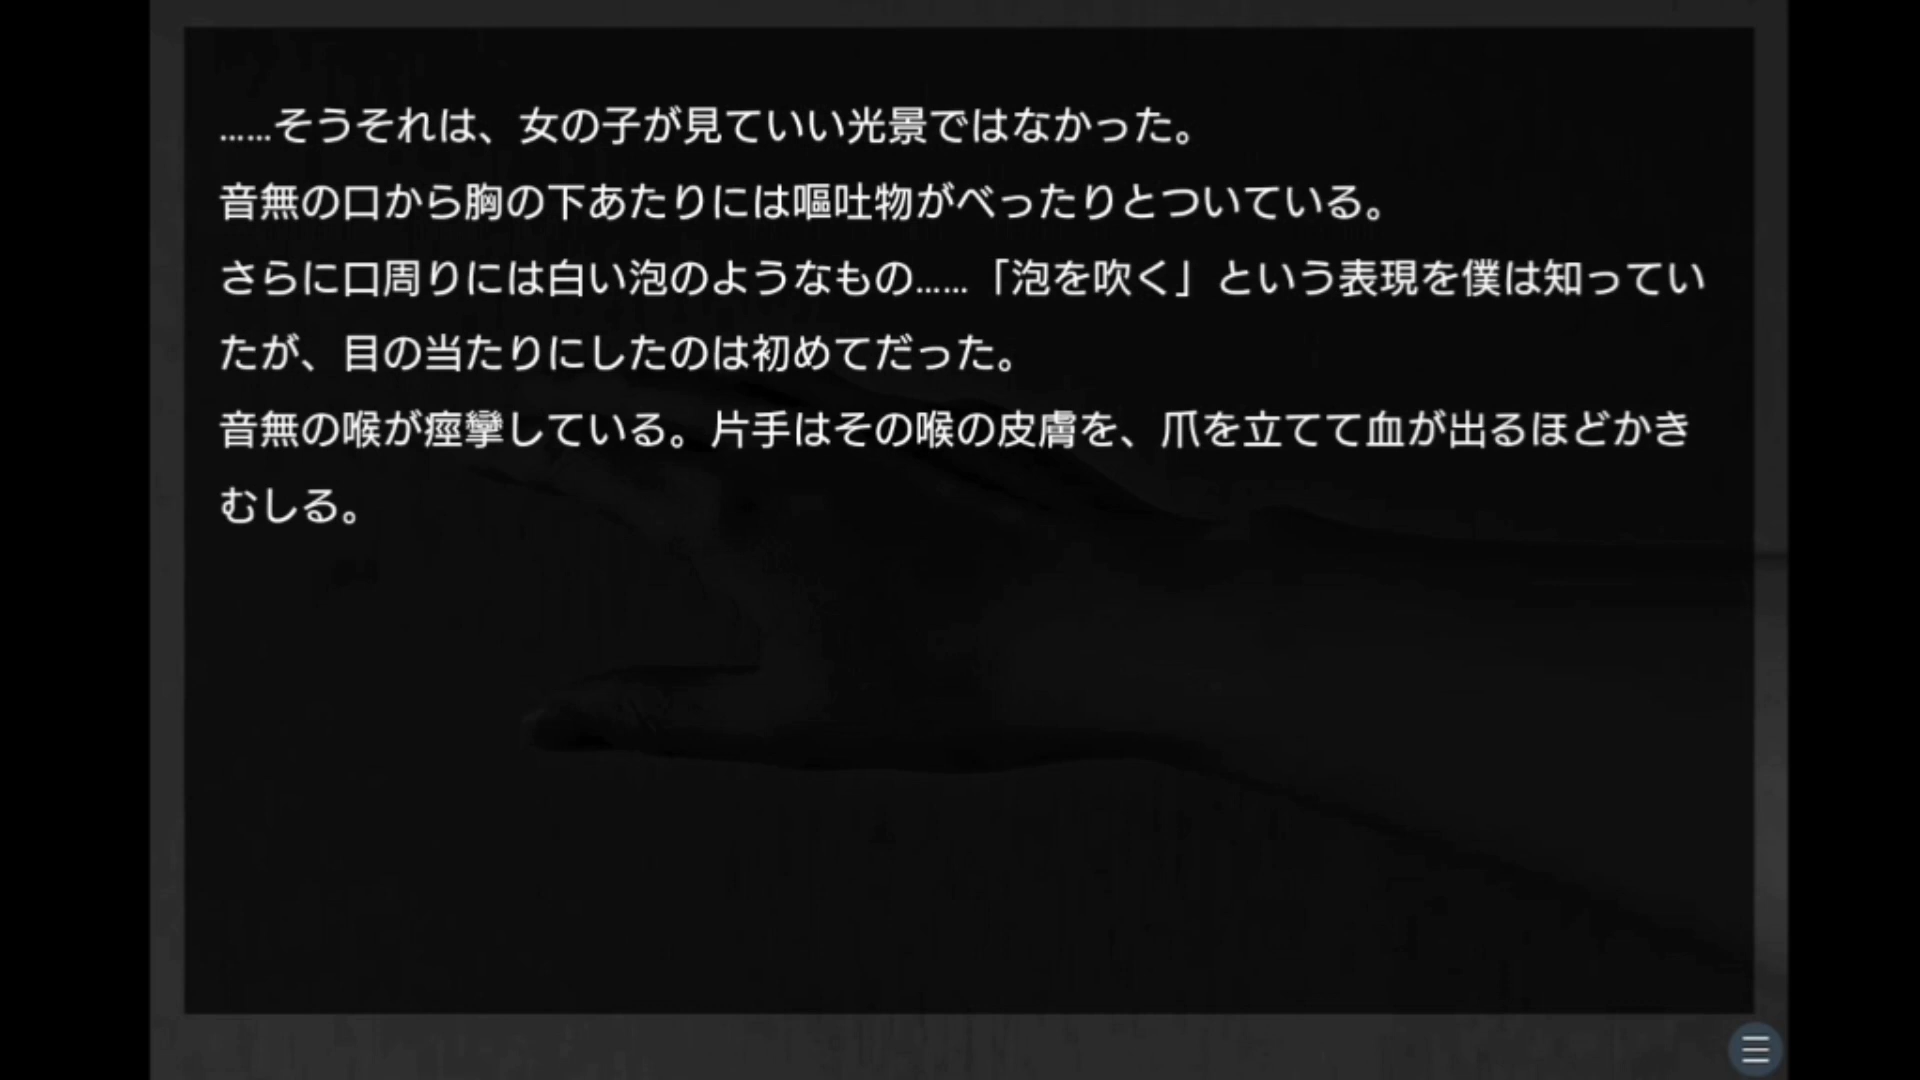 ……そうそれは、女の子が見ていい光景ではなかった。
音無の口から胸の下あたりには嘔吐物がべったりとついている。
さらに口周りには白い泡のようなもの……「泡を吹く」という表現を僕は知ってい
たが、目の当たりにしたのは初めてだった。
音無の喉が痙攣している。片手はその喉の皮膚を、爪を立てて血が出るほどかき
むしる。